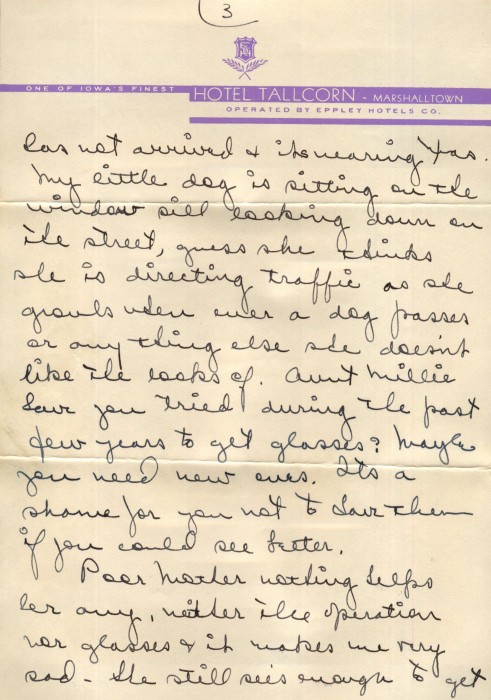 3
ONE OF IOWA'S FINEST
HOTEL TALLCORN - MARSHALLTOWN
OPERATED BY EPPLEY HOTELS CO.
has not arrived & its nearing Xas.
My little dog is sitting on the
window sill looking down on
the street, guess she thinks
she is directing traffic as she
growls when ever a dog passes
or any thing else she doesn't
like the looks of. Aunt Millie
have you tried during the past
few years to get glasses? Maybe
you need new ones. Its a
shame for you not to have them
if you could see better.
Poor Mother nothing helps
her any, neither the operation
nor glasses & it makes me very
sad - She still sees enough to get